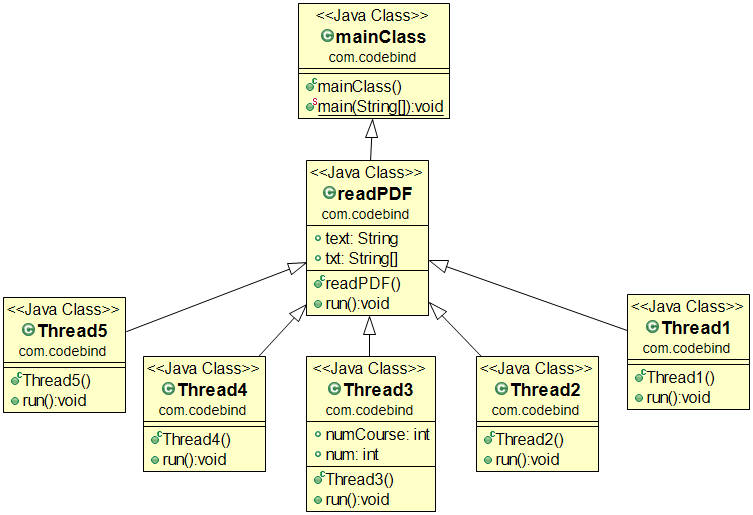 <<Java Class>>
mainClass
com.codebind
mainClass()
main(String[]):void
<<Java Class>>
readPDF
com.codebind
text: String
txt: String[]
readPDF()
run():void
<<Java Class>>
Thread5
com.codebind
Thread5()
run():void
<<Java Class>>
Thread4
com.codebind
Thread4()
run():void
<<Java Class>>
Thread3
com.codebind
numCourse: int
num: int
Thread3()
run():void
<<Java Class>>
Thread2
com.codebind
Thread2()
run():void
<<Java Class>>
Thread1
com.codebind
Thread1()
run():void